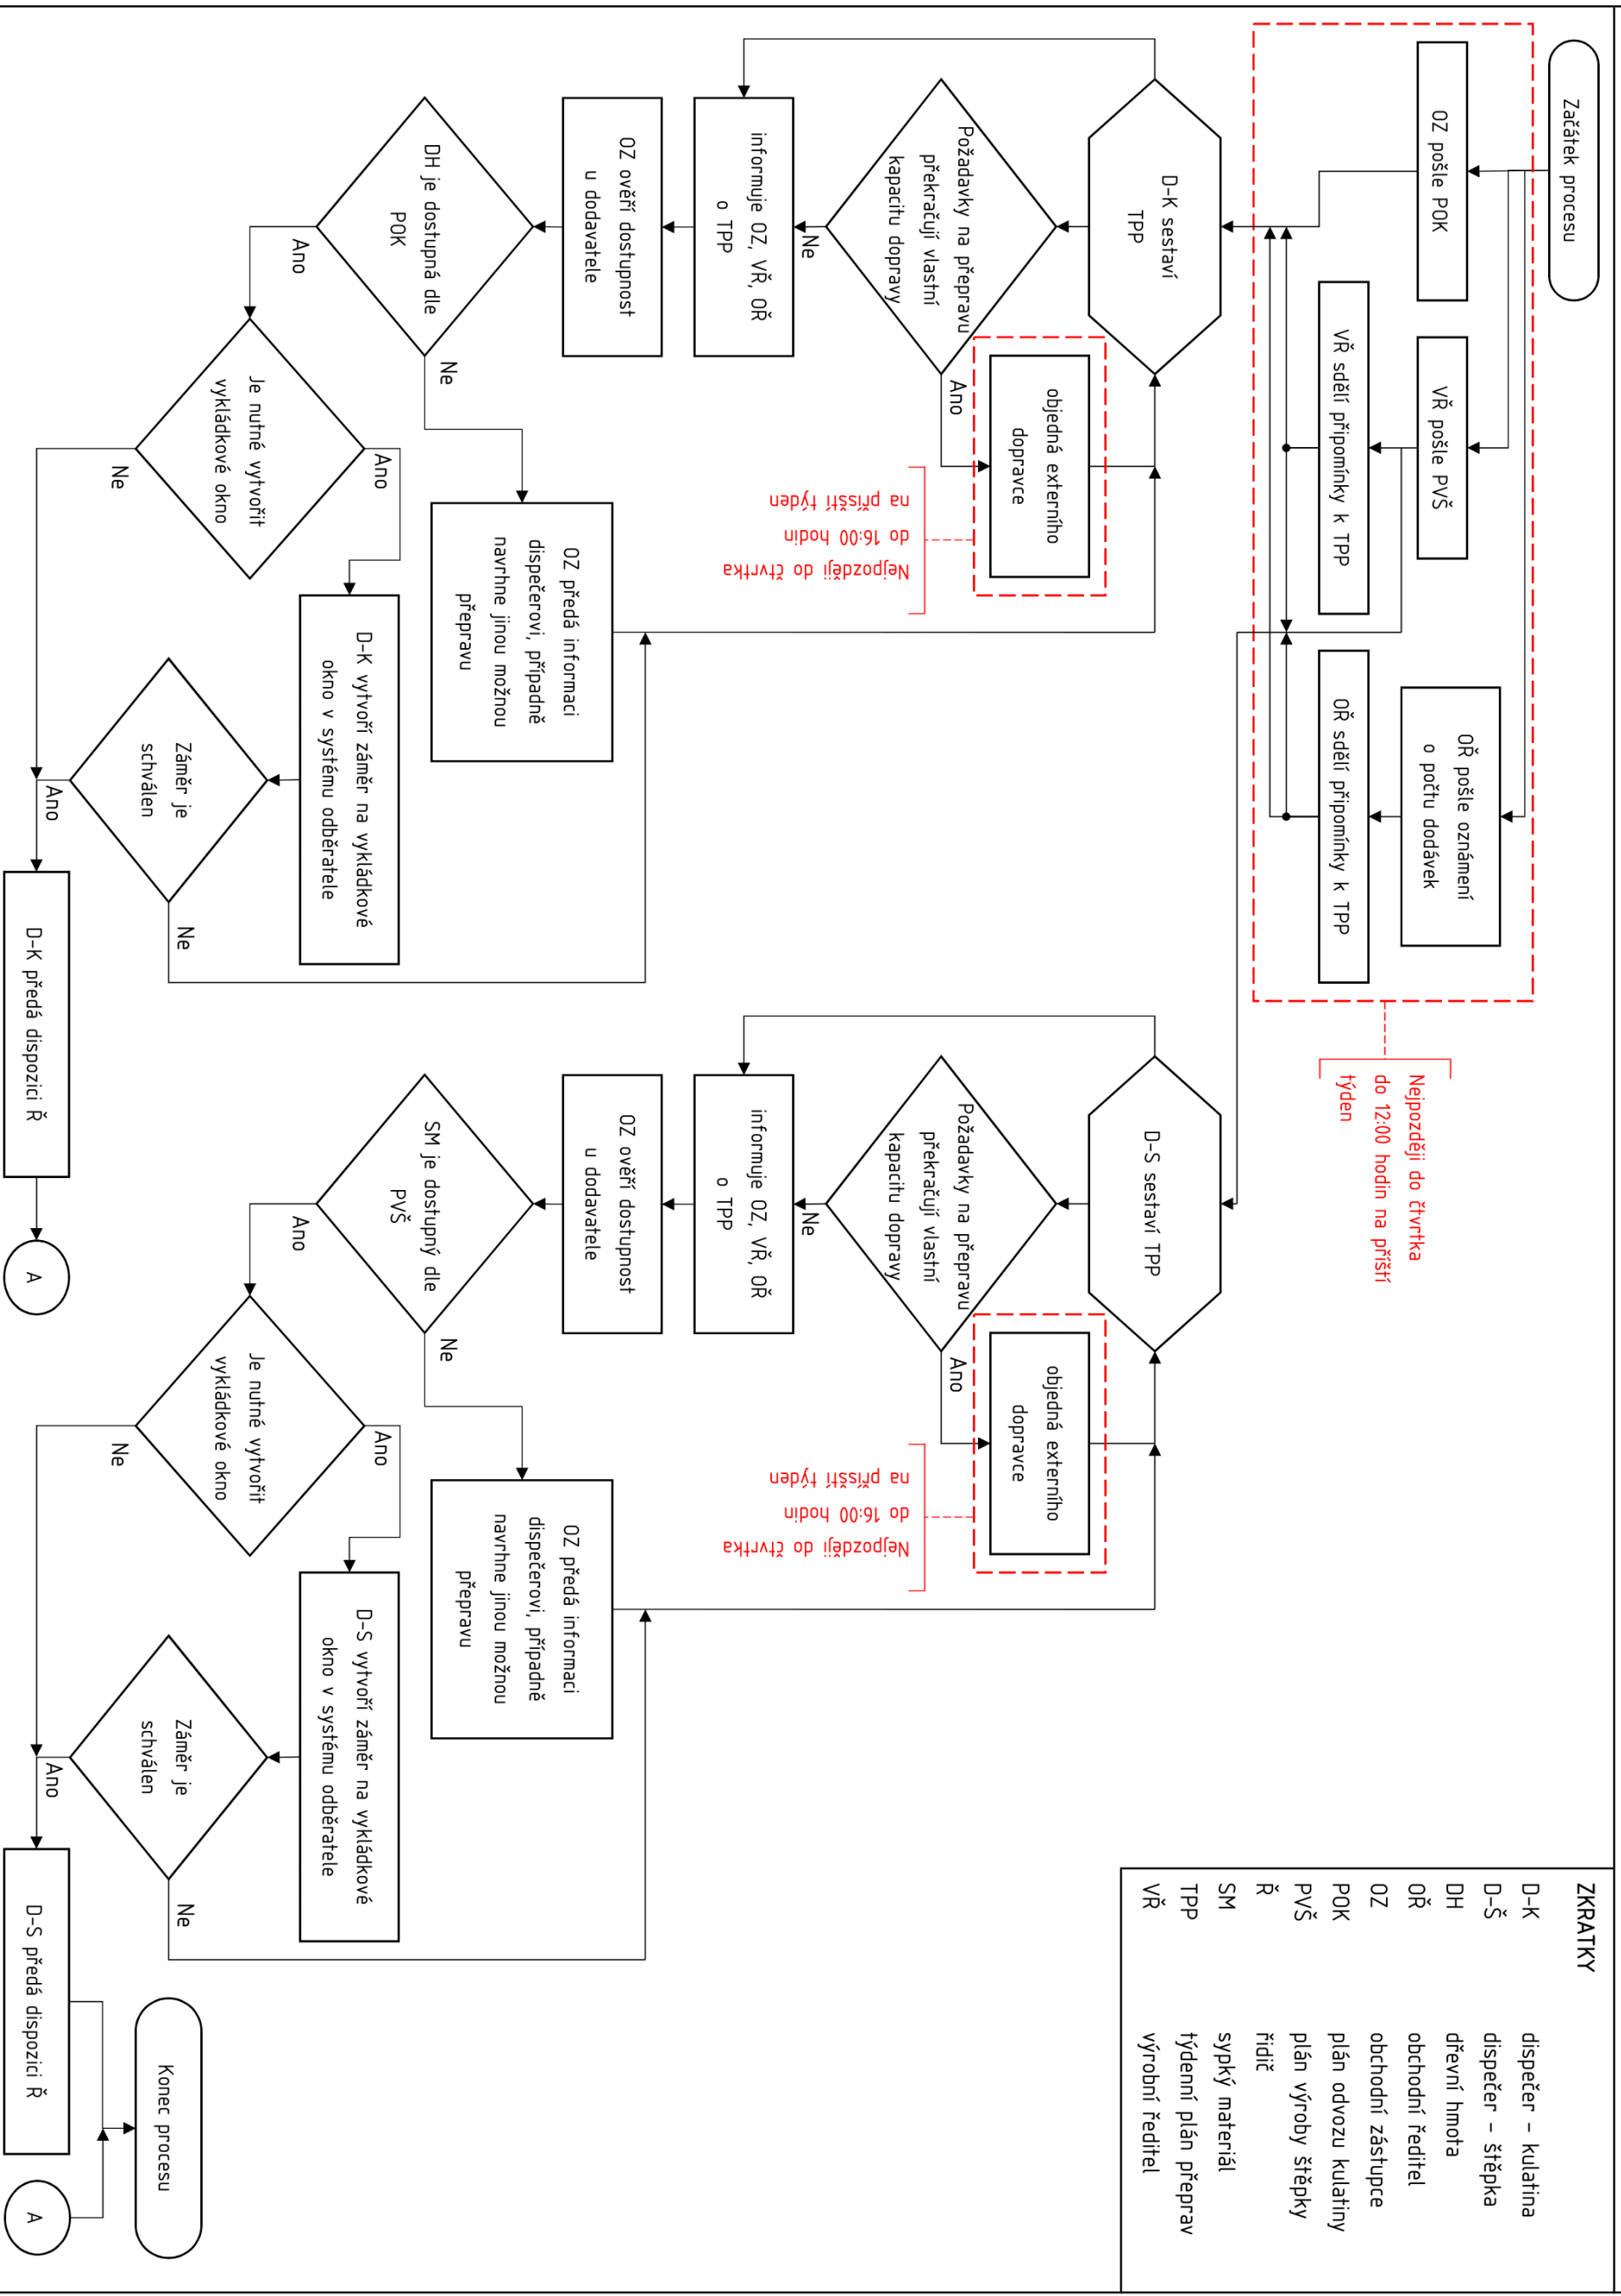 Začátek procesu
OZ pošle POK
VŘ pošle PVŠ
OŘ pošle oznámení
o počtu dodávek
VŘ sdělí připomínky k TPP
OŘ sdělí připomínky k TPP
Nejpozději do čtvrtka
do 12:00 hodin na příští
týden
D-K sestaví
TPP
Požadavky na přepravu
překračují vlastní
kapacitu dopravy
Ano
Ne
objedná externího
dopravce
Nejpozději do čtvrtka
do 16:00 hodin
na přísští týden
informuje OZ, VŘ, OŘ
o TPP
OZ ověří dostupnost
u dodavatele
DH je dostupná dle
POK
Ne
Ano
OZ předá informaci
dispečerovi, případně
navrhne jinou možnou
přepravu
Je nutné vytvořit
vykládkové okno
Ano
Ne
D-K vytvoří záměr na vykládkové
okno v systému odběratele
Záměr je
schválen
Ne
Ano
D-K předá dispozici Ř
A
D-S sestaví TPP
Požadavky na přepravu
překračují vlastní
kapacitu dopravy
Ano
Ne
objedná externího
dopravce
Nejpozději do čtvrtka
do 16:00 hodin
na přísští týden
informuje OZ, VŘ, OŘ
o TPP
OZ ověří dostupnost
u dodavatele
SM je dostupný dle
PVŠ
Ne
Ano
OZ předá informaci
dispečerovi, případně
navrhne jinou možnou
přepravu
Je nutné vytvořit
vykládkové okno
Ano
Ne
D-S vytvoří záměr na vykládkové
okno v systému odběratele
Záměr je
schválen
Ne
Ano
D-S předá dispozici Ř
Konec procesu
A
ZKRATKY
D-K dispečer - kulatina
D-Š dispečer - štěpka
DH dřevní hmota
OŘ obchodní ředitel
OZ obchodní zástupce
POK plán odvozu kulatiny
PVŠ plán výroby štěpky
Ř řidič
SM sypký materiál
TPP týdenní plán přeprav
VŘ výrobní ředitel